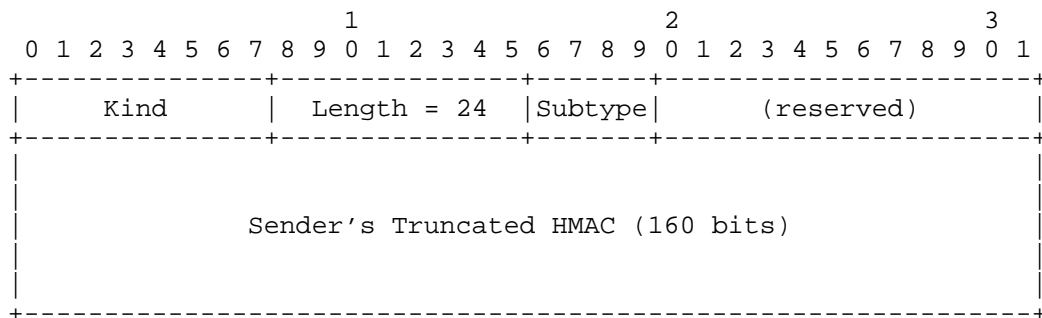 1                   2                   3
 0 1 2 3 4 5 6 7 8 9 0 1 2 3 4 5 6 7 8 9 0 1 2 3 4 5 6 7 8 9 0 1
+---------------+---------------+-------+-----------------------+
|     Kind      |  Length = 24  |Subtype|      (reserved)       |
+---------------+---------------+-------+-----------------------+
|                                                               |
|                                                               |
|              Sender’s Truncated HMAC (160 bits)               |
|                                                               |
|                                                               |
+---------------------------------------------------------------+